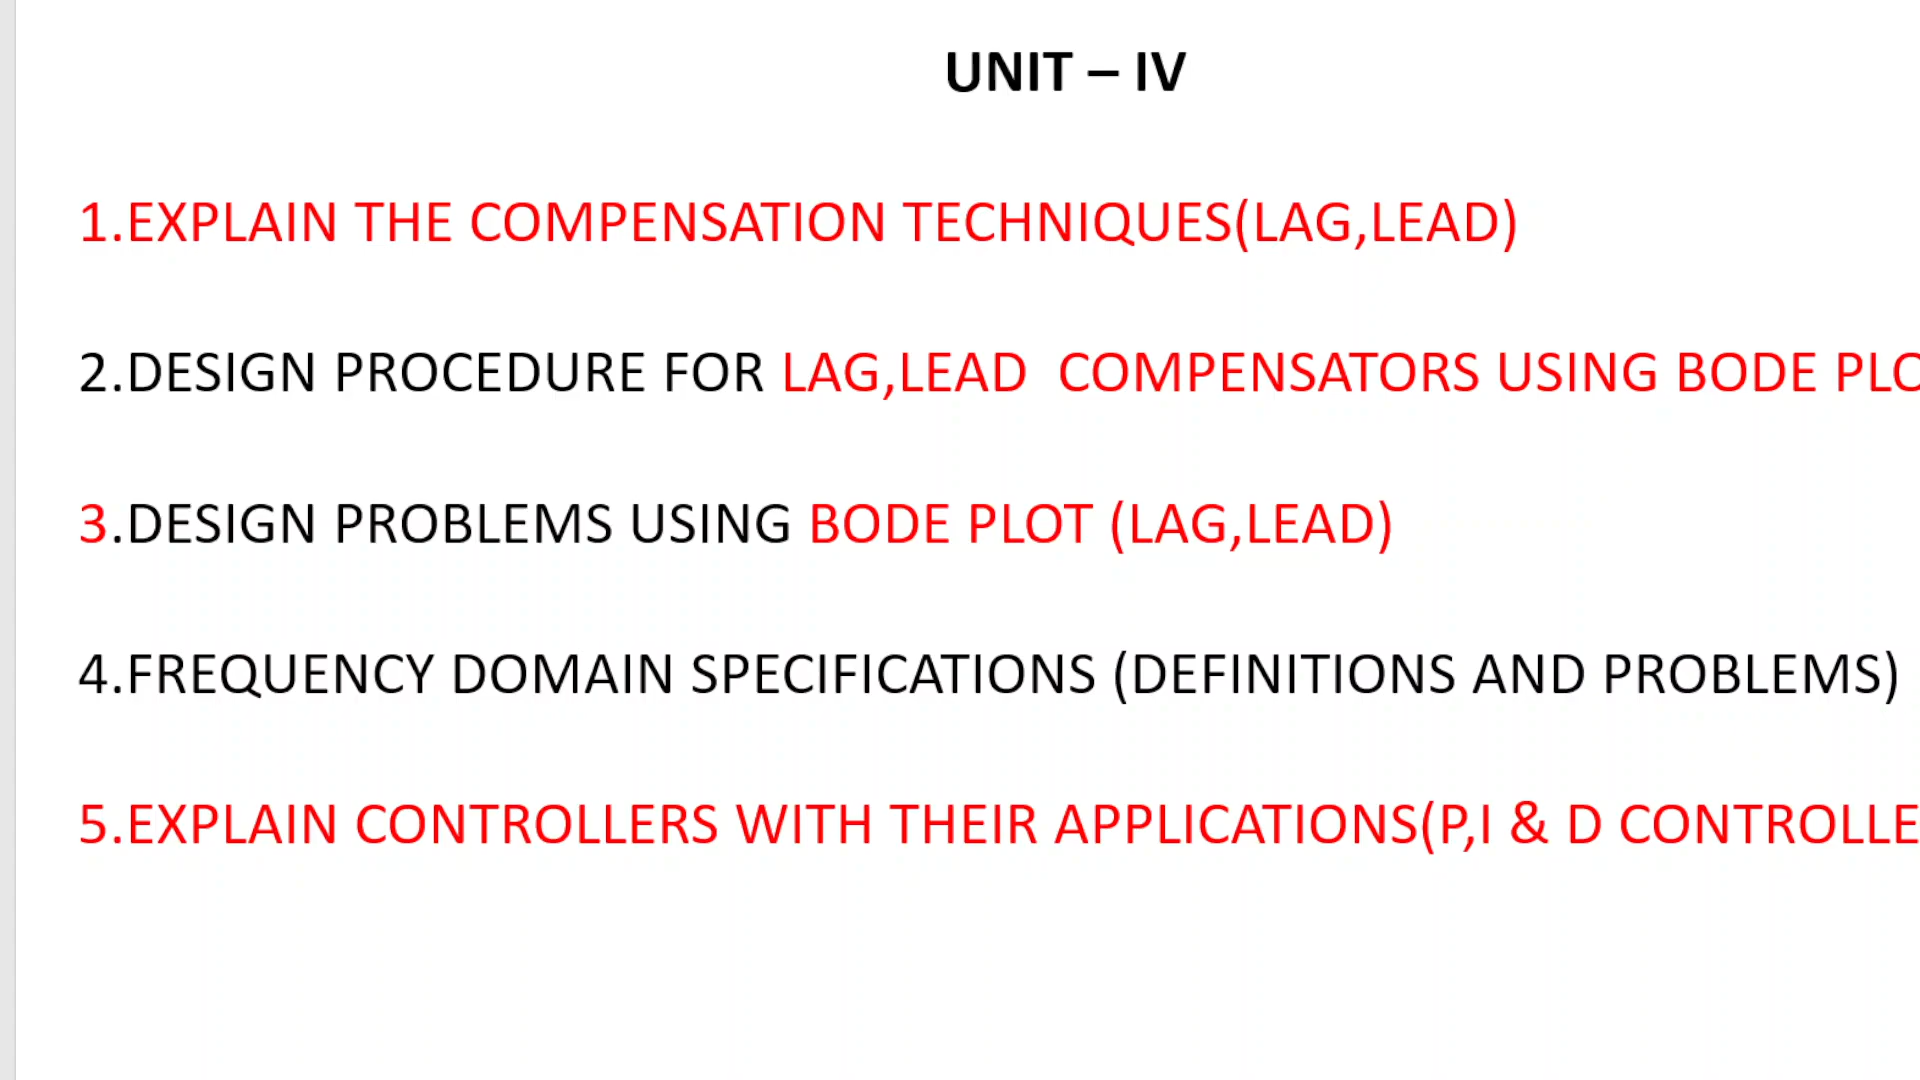 UNIT – IV
1.EXPLAIN THE COMPENSATION TECHNIQUES(LAG,LEAD)
2.DESIGN PROCEDURE FOR LAG,LEAD COMPENSATORS USING BODE PLO
3.DESIGN PROBLEMS USING BODE PLOT (LAG,LEAD)
4.FREQUENCY DOMAIN SPECIFICATIONS (DEFINITIONS AND PROBLEMS)
5.EXPLAIN CONTROLLERS WITH THEIR APPLICATIONS(P,I & D CONTROLLE